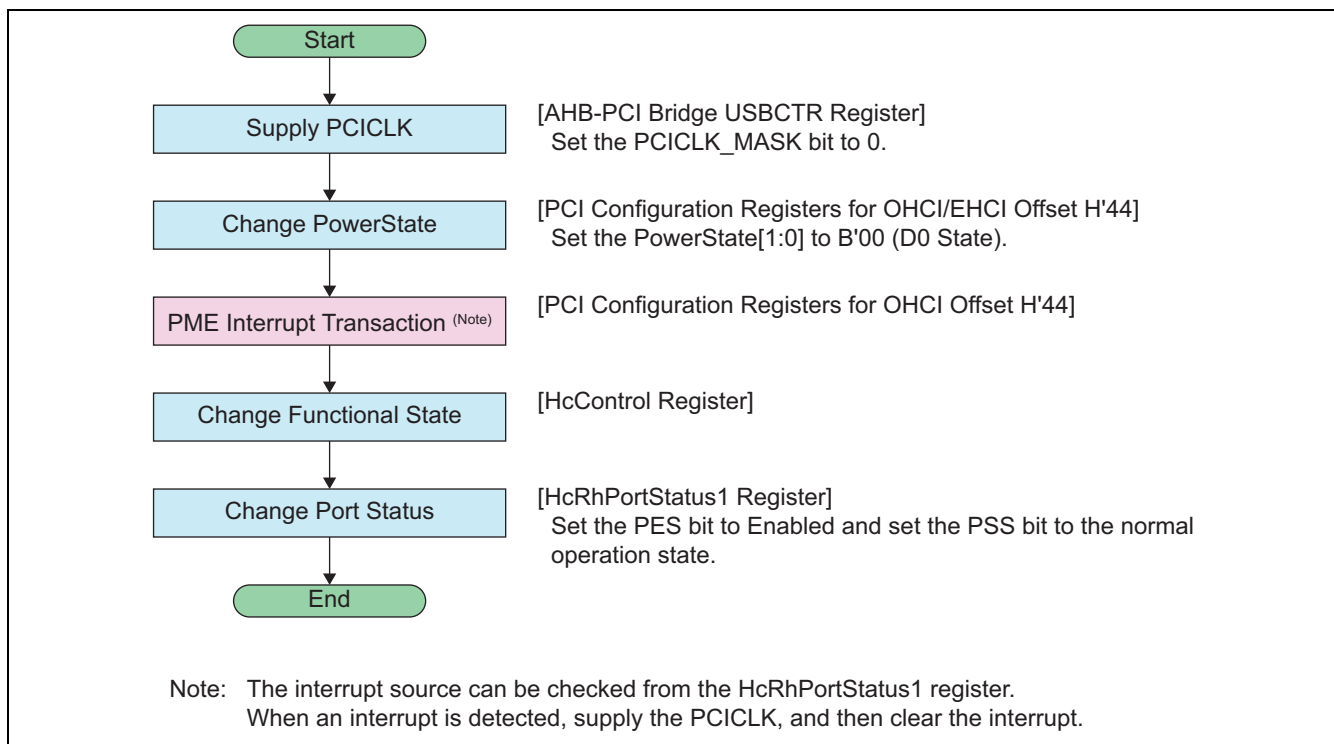 Start
Supply PCICLK
[AHB-PCI Bridge USBCTR Register]
Set the PCICLK_MASK bit to 0.
Change PowerState
[PCI Configuration Registers for OHCI/EHCI Offset H'44]
Set the PowerState[1:0] to B'00 (D0 State).
PME Interrupt Transaction (Note)
[PCI Configuration Registers for OHCI Offset H'44]
Change Functional State
[HcControl Register]
Change Port Status
[HcRhPortStatus1 Register]
Set the PES bit to Enabled and set the PSS bit to the normal
operation state.
End
Note: The interrupt source can be checked from the HcRhPortStatus1 register.
When an interrupt is detected, supply the PCICLK, and then clear the interrupt.